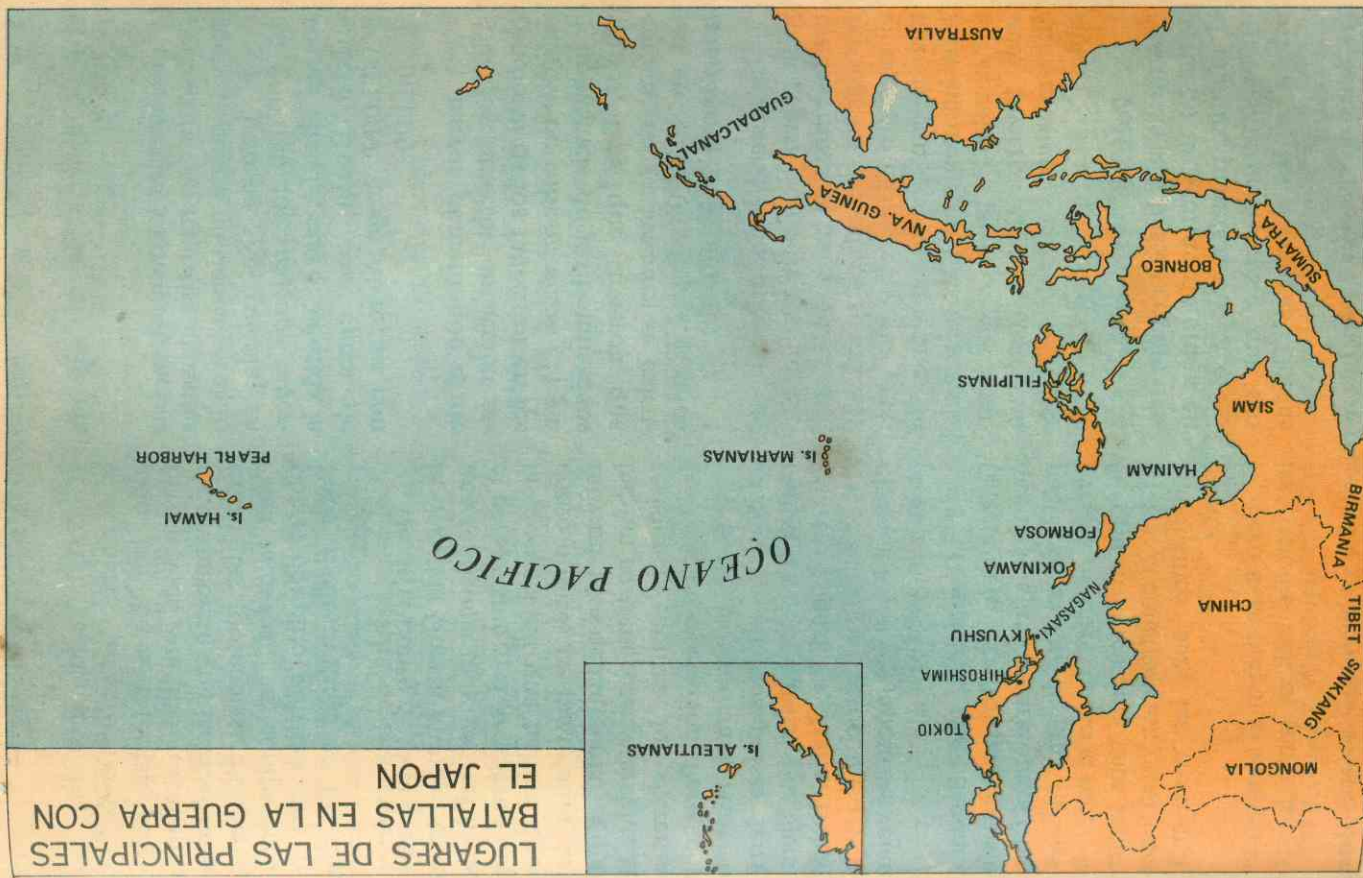 LUGARES DE LAS PRINCIPALES
BATALLAS EN LA GUERRA CON
EL JAPON
Is. ALEUTIANAS
MONGOLIA
TIBET SINKIANG
TOKIO
HIROSHIMA
KYUSHU
NAGASAKI
CHINA
OKINAWA
FORMOSA
BIRMANIA
OCEANO PACIFICO
Is. HAWAI
PEARL HARBOR
HAINAM
Is. MARIANAS
SIAM
FILIPINAS
SUMATRA
BORNEO
NVA. GUINEA
GUADALCANAL
AUSTRALIA